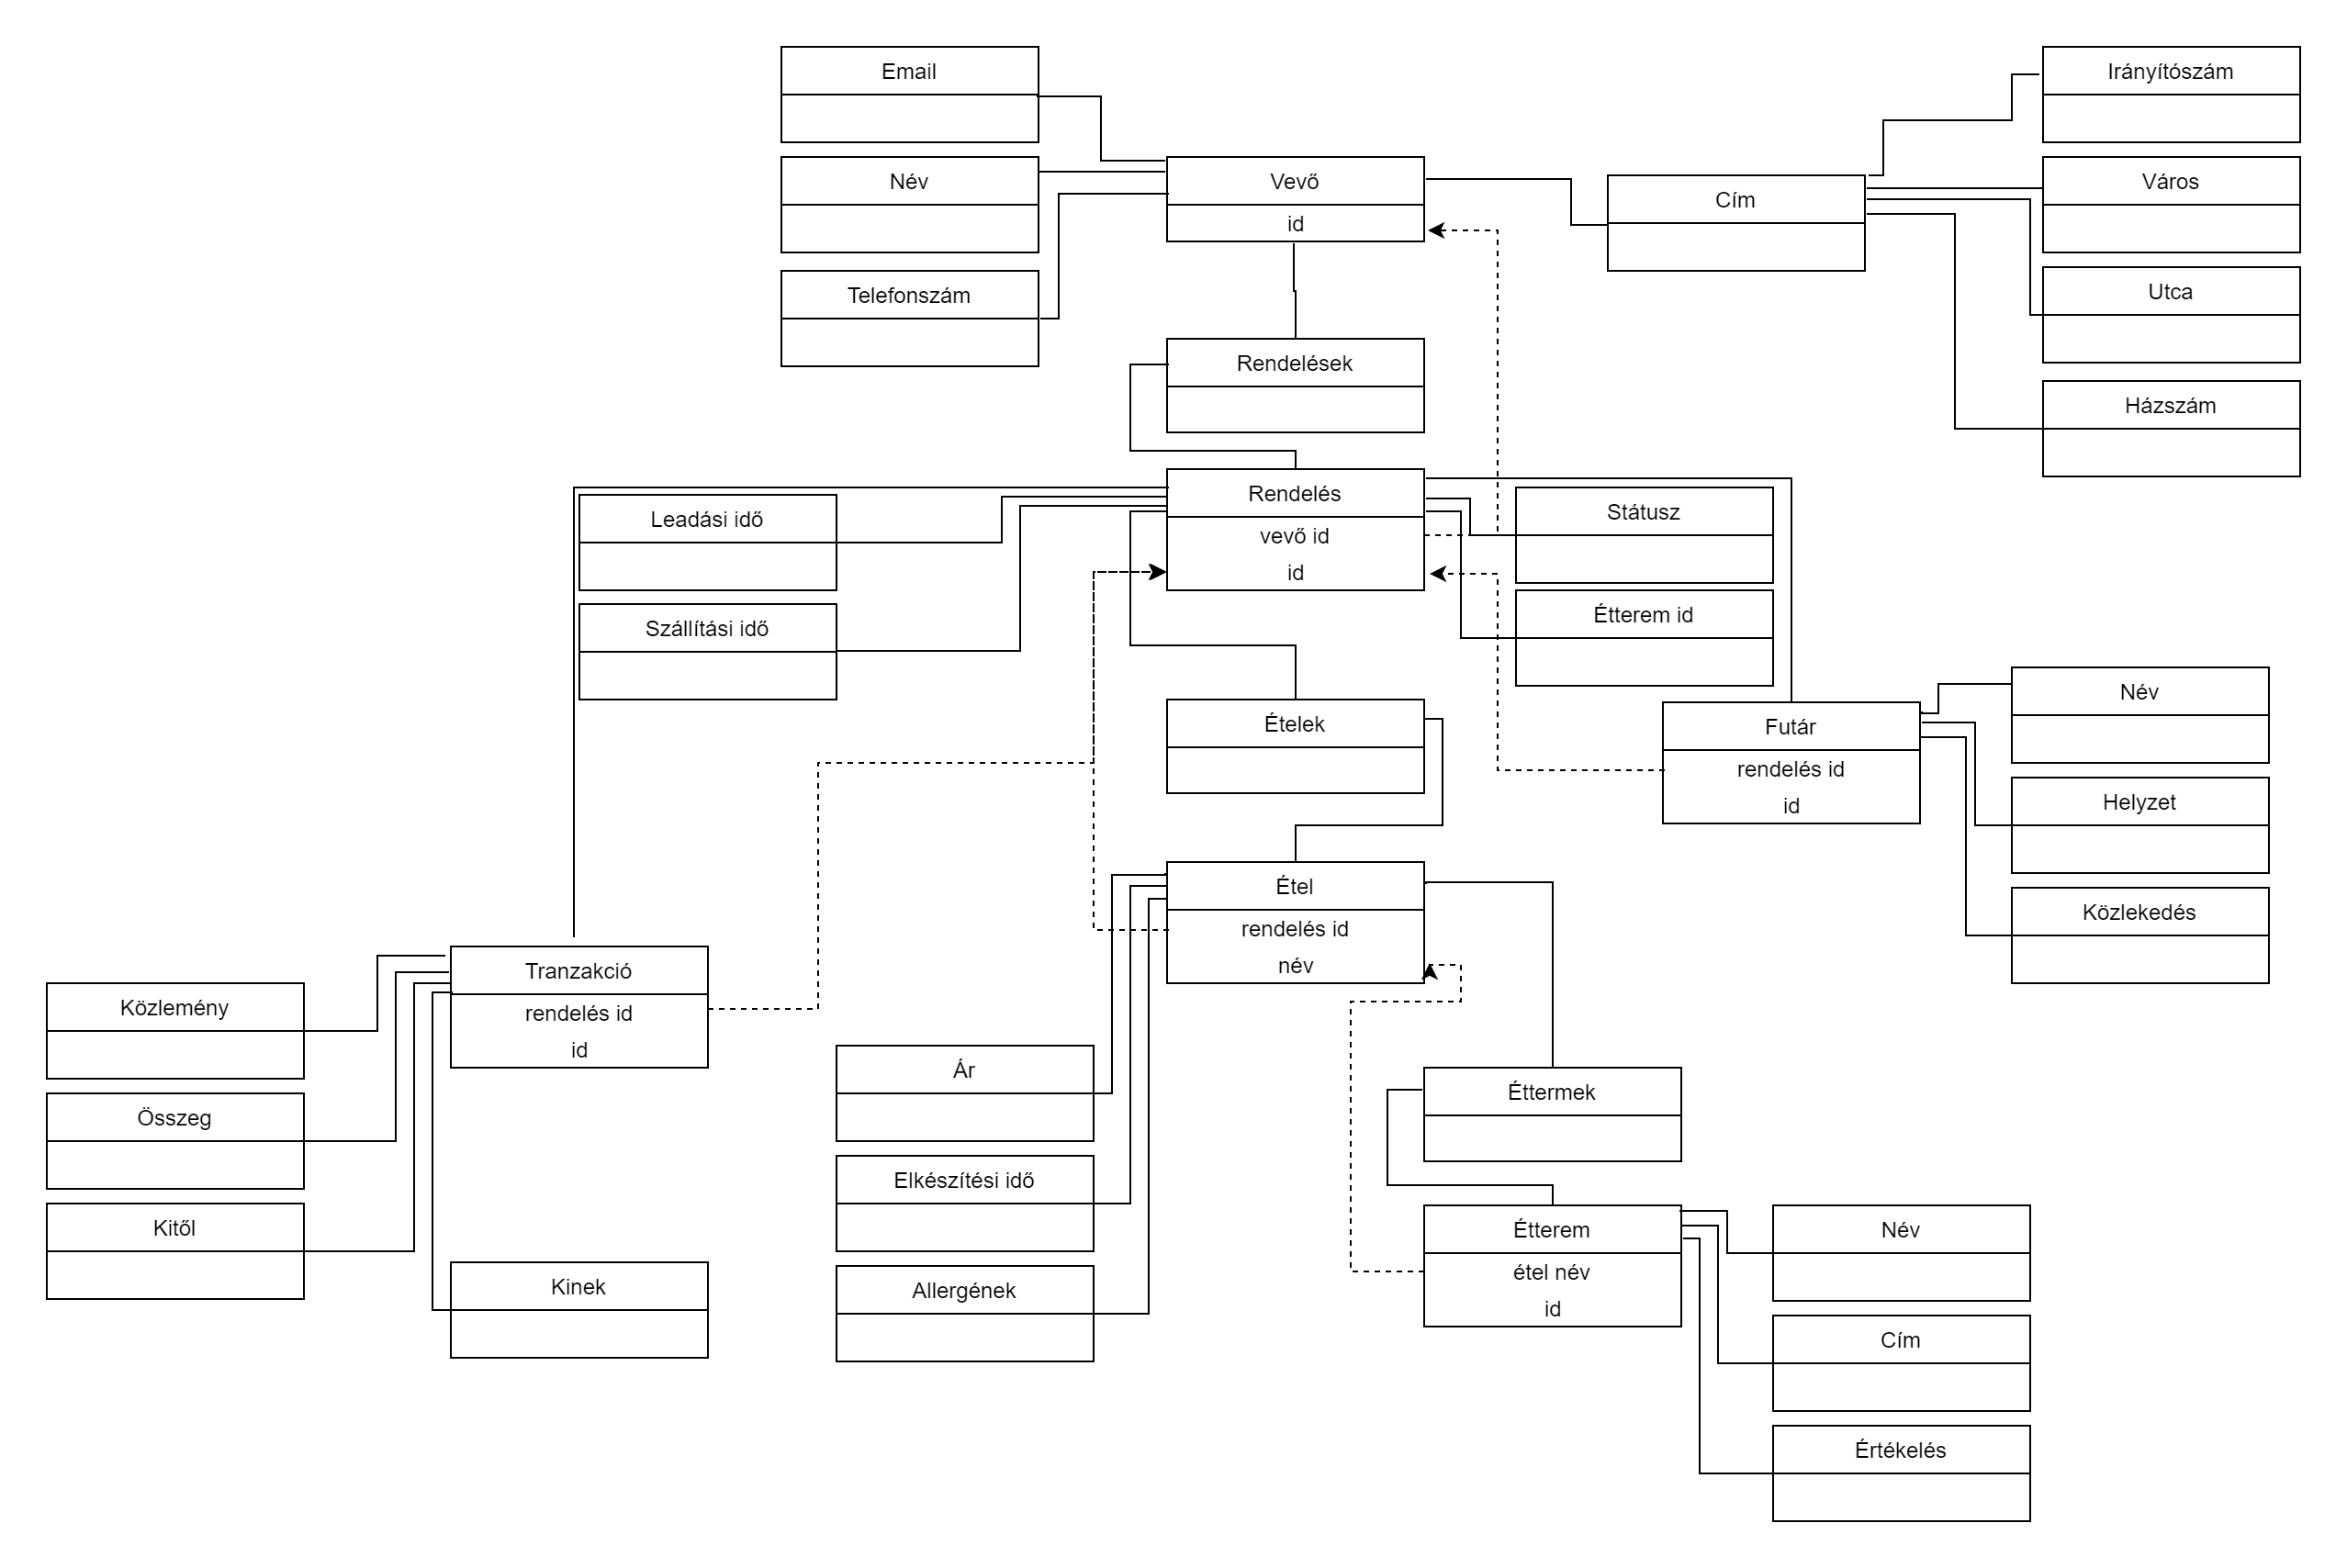 Email
Irányítószám
Név
Vevő
id
Cím
Város
Telefonszám
Utca
Rendelések
Házszám
Rendelés
vevő id
id
Leadási idő
Státusz
Szállítási idő
Étterem id
Ételek
Futár
rendelés id
id
Név
Helyzet
Közlekedés
Étel
rendelés id
név
Tranzakció
rendelés id
id
Közlemény
Összeg
Kitől
Kinek
Ár
Elkészítési idő
Allergének
Éttermek
Étterem
étel név
id
Név
Cím
Értékelés